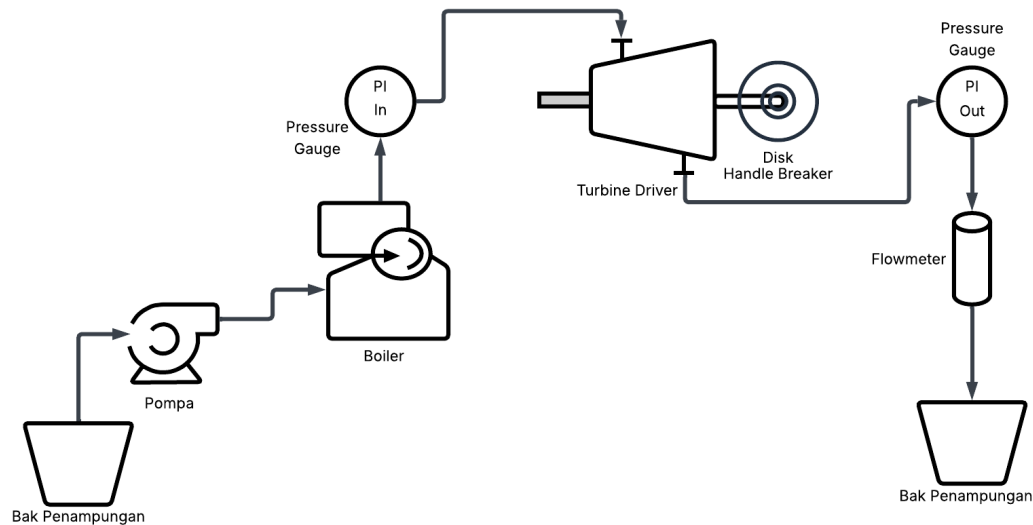 Pressure
Gauge
PI
In
Pressure
Gauge
PI
Out
Disk
Handle Breaker
Turbine Driver
Flowmeter
Boiler
Pompa
Bak Penampungan
Bak Penampungan